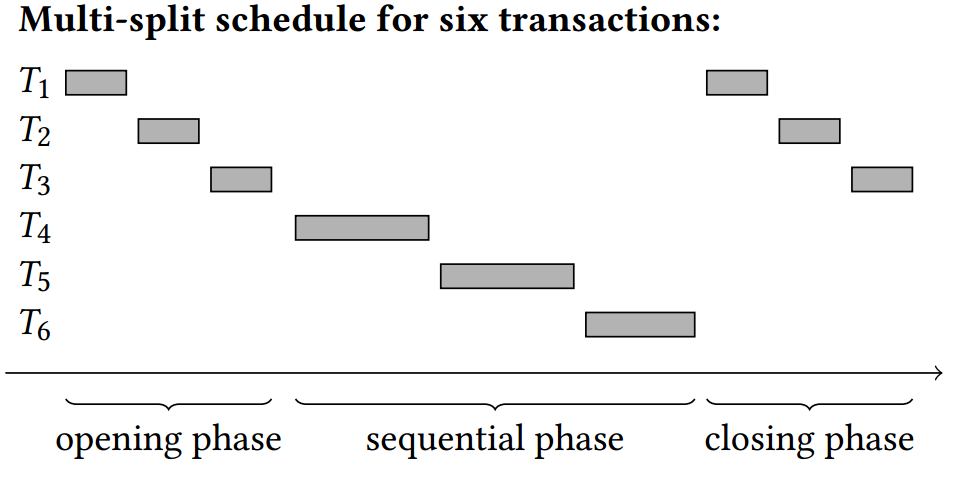 Multi-split schedule for six transactions:
T1
T2
T3
T4
T5
T6
opening phase sequential phase closing phase